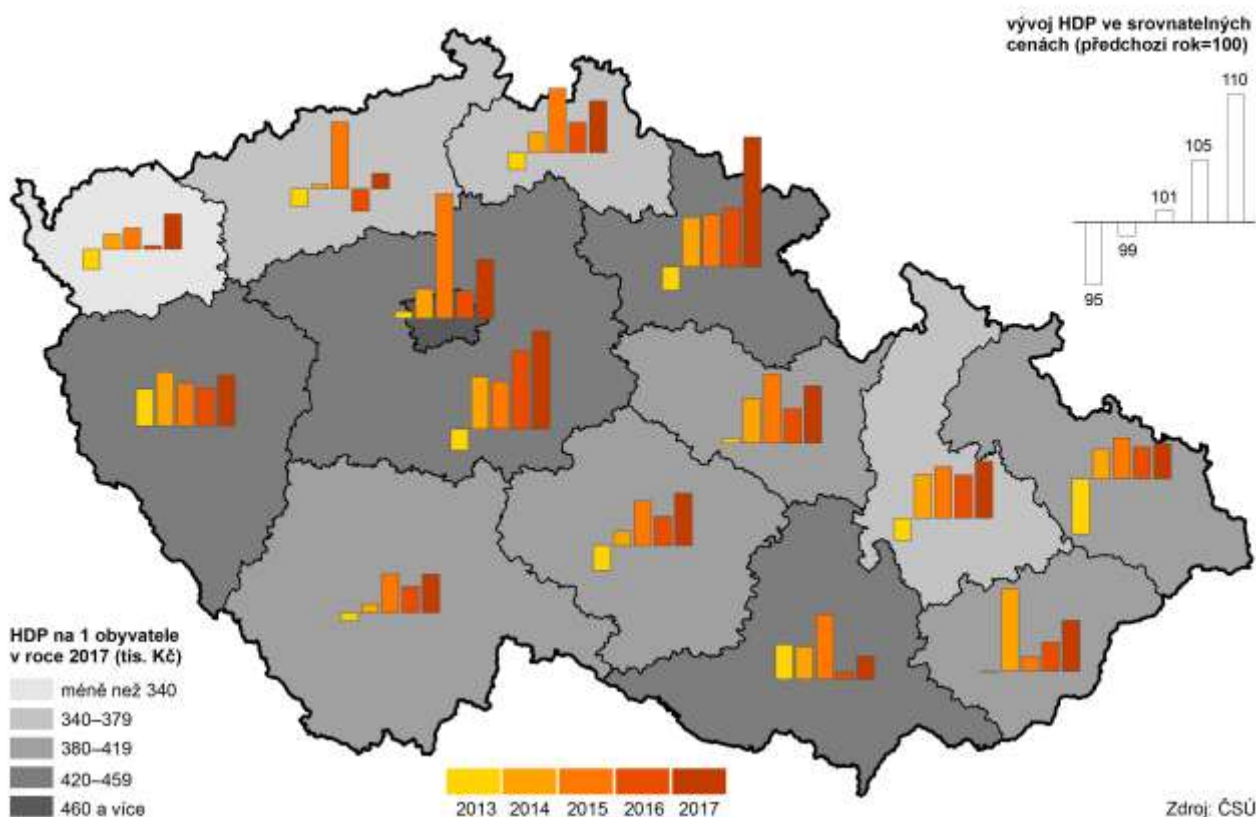 vývoj HDP ve srovnatelných
cenách (předchozí rok=100)
110
105
101
99
95
HDP na 1 obyvatele
v roce 2017 (tis. Kč)
méně než 340
340–379
380–419
420–459
460 a více
2013 2014 2015 2016 2017
Zdroj: ČSÚ